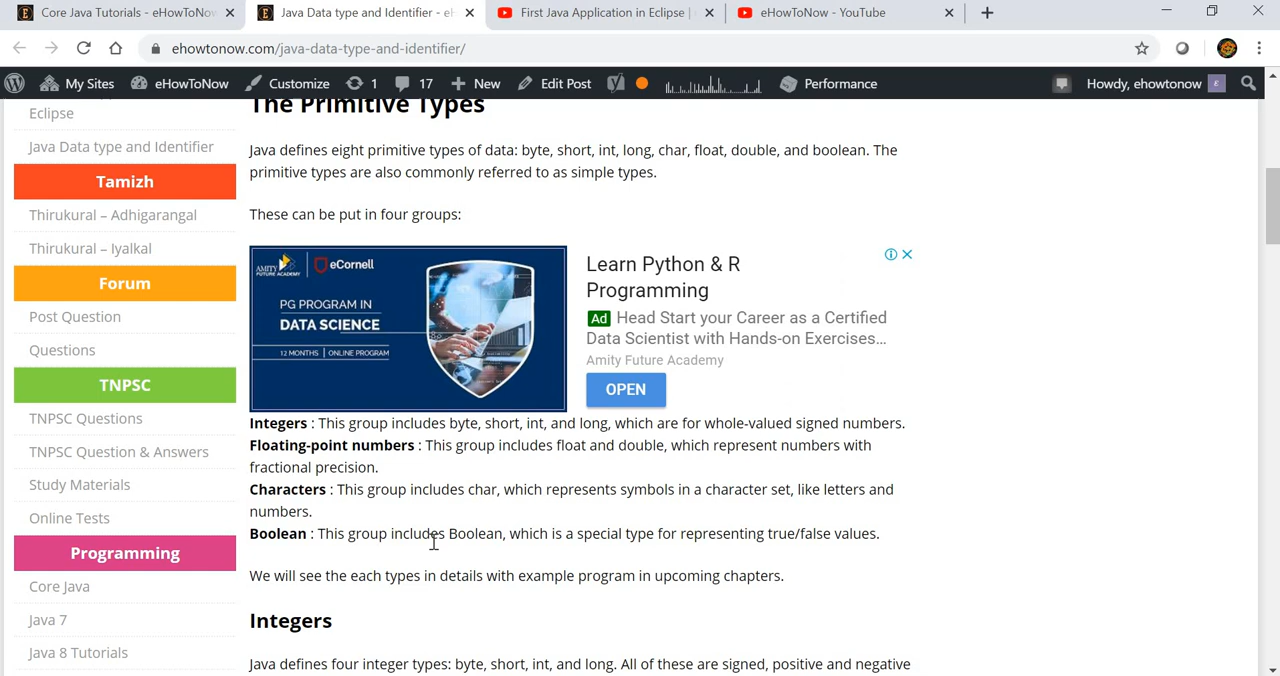 Core Java Tutorials - eHowToNow
Java Data type and Identifier - eH
First Java Application in Eclipse |
eHowToNow - YouTube
ehowtonow.com/java-data-type-and-identifier/
My Sites
eHowToNow
Customize
1
17
New
Edit Post
Performance
Howdy, ehowtonow
Eclipse
Java Data type and Identifier
Tamizh
Thirukural – Adhigarangal
Thirukural – Iyalkal
Forum
Post Question
Questions
TNPSC
TNPSC Questions
TNPSC Question & Answers
Study Materials
Online Tests
Programming
Core Java
Java 7
Java 8 Tutorials
The Primitive Types
Java defines eight primitive types of data: byte, short, int, long, char, float, double, and boolean. The
primitive types are also commonly referred to as simple types.
These can be put in four groups:
AMITY
FUTURE ACADEMY
eCornell
PG PROGRAM IN
DATA SCIENCE
12 MONTHS | ONLINE PROGRAM
Learn Python & R
Programming
Ad Head Start your Career as a Certified
Data Scientist with Hands-on Exercises...
Amity Future Academy
OPEN
Integers : This group includes byte, short, int, and long, which are for whole-valued signed numbers.
Floating-point numbers : This group includes float and double, which represent numbers with
fractional precision.
Characters : This group includes char, which represents symbols in a character set, like letters and
numbers.
Boolean : This group includes Boolean, which is a special type for representing true/false values.
We will see the each types in details with example program in upcoming chapters.
Integers
Java defines four integer types: byte, short, int, and long. All of these are signed, positive and negative